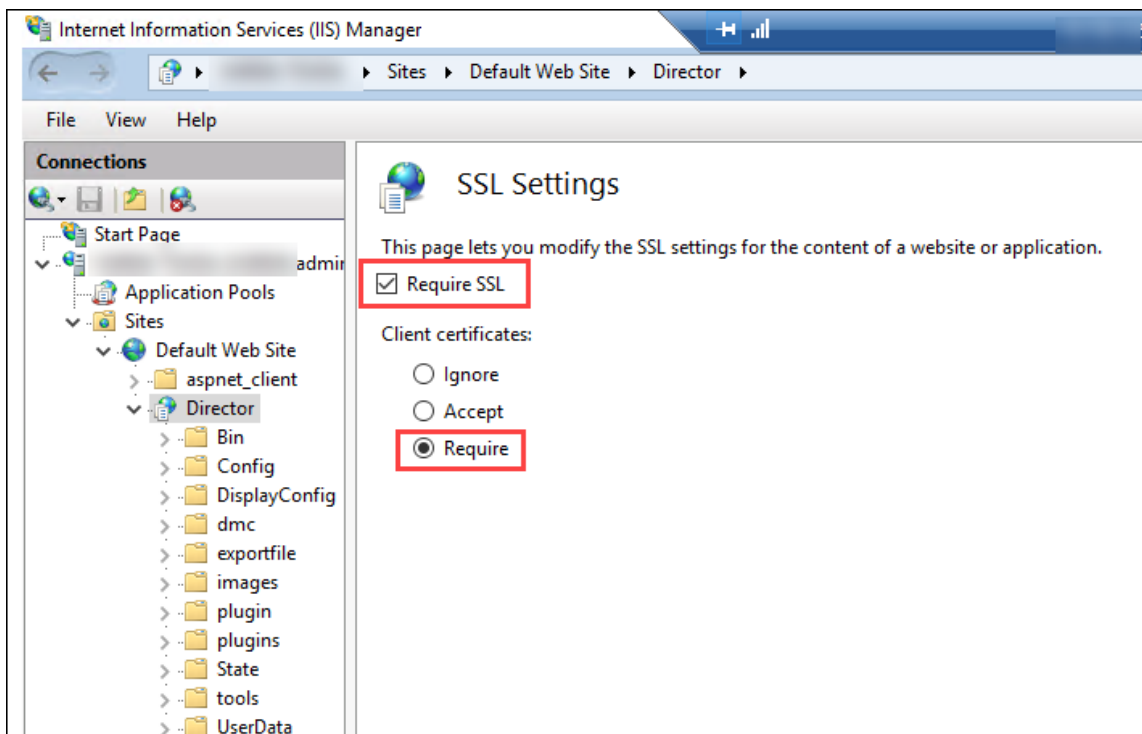 Internet Information Services (IIS) Manager
Sites Default Web Site Director
File View Help
Connections
Start Page
admir
Application Pools
Sites
Default Web Site
aspnet_client
Director
Bin
Config
DisplayConfig
dmc
exportfile
images
plugin
plugins
State
tools
UserData
SSL Settings
This page lets you modify the SSL settings for the content of a website or application.
Require SSL
Client certificates:
Ignore
Accept
Require